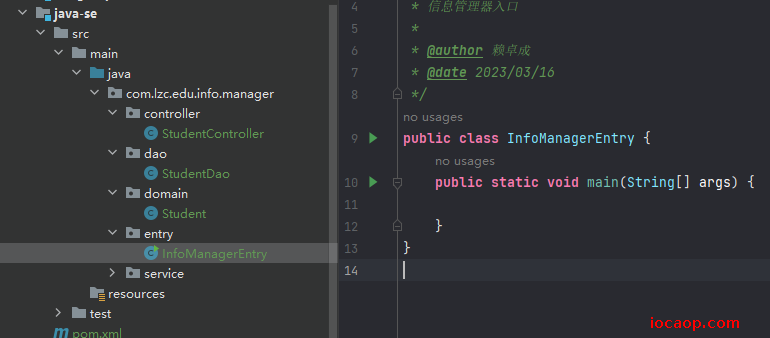 java-se
src
main
java
com.lzc.edu.info.manager
controller
StudentController
dao
StudentDao
domain
Student
entry
InfoManagerEntry
service
resources
test
pom.xml
4 * 信息管理器入口
5 *
6 * @author 赖卓成
7 * @date 2023/03/16
8 */
no usages
9 public class InfoManagerEntry {
no usages
10 public static void main(String[] args) {
11
12 }
13 }
14
iocaop.com